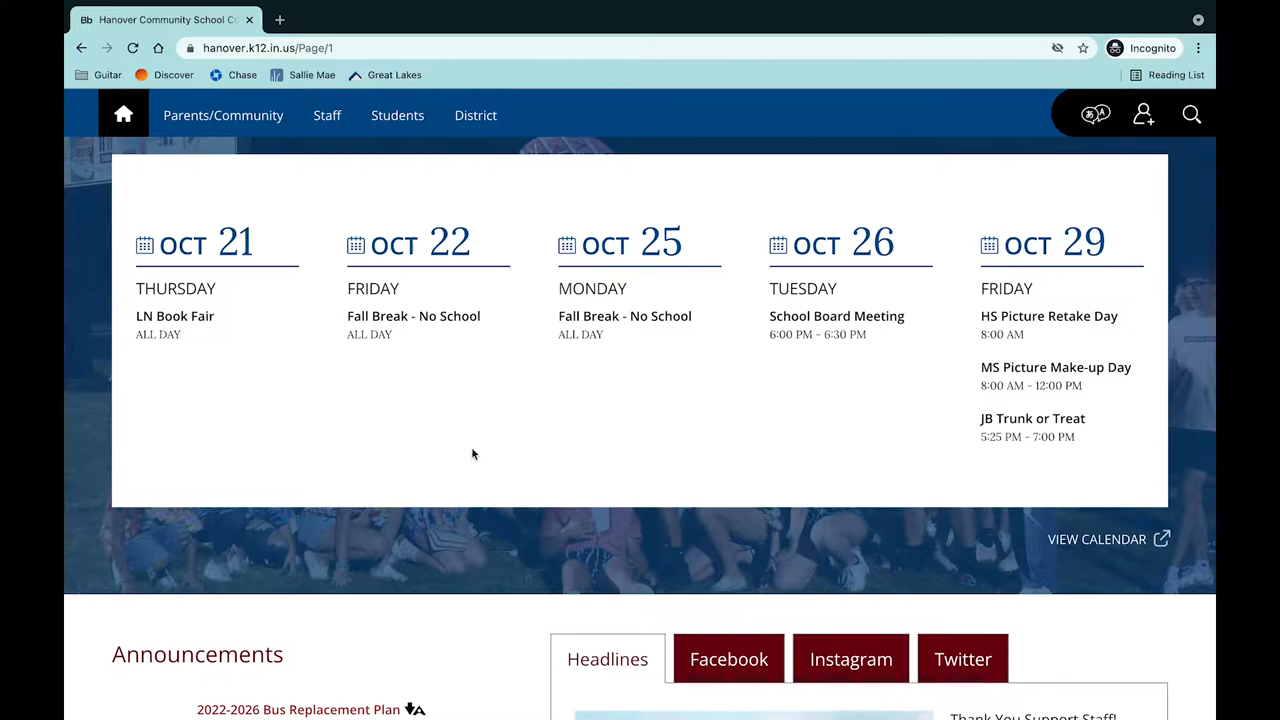 Bb Hanover Community School Co
hanover.k12.in.us/Page/1
Incognito
Guitar Discover Chase Sallie Mae Great Lakes Reading List
Parents/Community Staff Students District
OCT 21
THURSDAY
LN Book Fair
ALL DAY
OCT 22
FRIDAY
Fall Break - No School
ALL DAY
OCT 25
MONDAY
Fall Break - No School
ALL DAY
OCT 26
TUESDAY
School Board Meeting
6:00 PM - 6:30 PM
OCT 29
FRIDAY
HS Picture Retake Day
8:00 AM
MS Picture Make-up Day
8:00 AM - 12:00 PM
JB Trunk or Treat
5:25 PM - 7:00 PM
VIEW CALENDAR
Announcements
2022-2026 Bus Replacement Plan
Headlines Facebook Instagram Twitter
Thank You Support Staff!